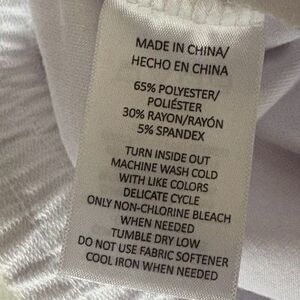 MADE IN CHINA/
HECHO EN CHINA
65% POLYESTER/
POLIÉSTER
30% RAYON/RAYÓN
5% SPANDEX
TURN INSIDE OUT
MACHINE WASH COLD
WITH LIKE COLORS
DELICATE CYCLE
ONLY NON-CHLORINE BLEACH
WHEN NEEDED
TUMBLE DRY LOW
DO NOT USE FABRIC SOFTENER
COOL IRON WHEN NEEDED